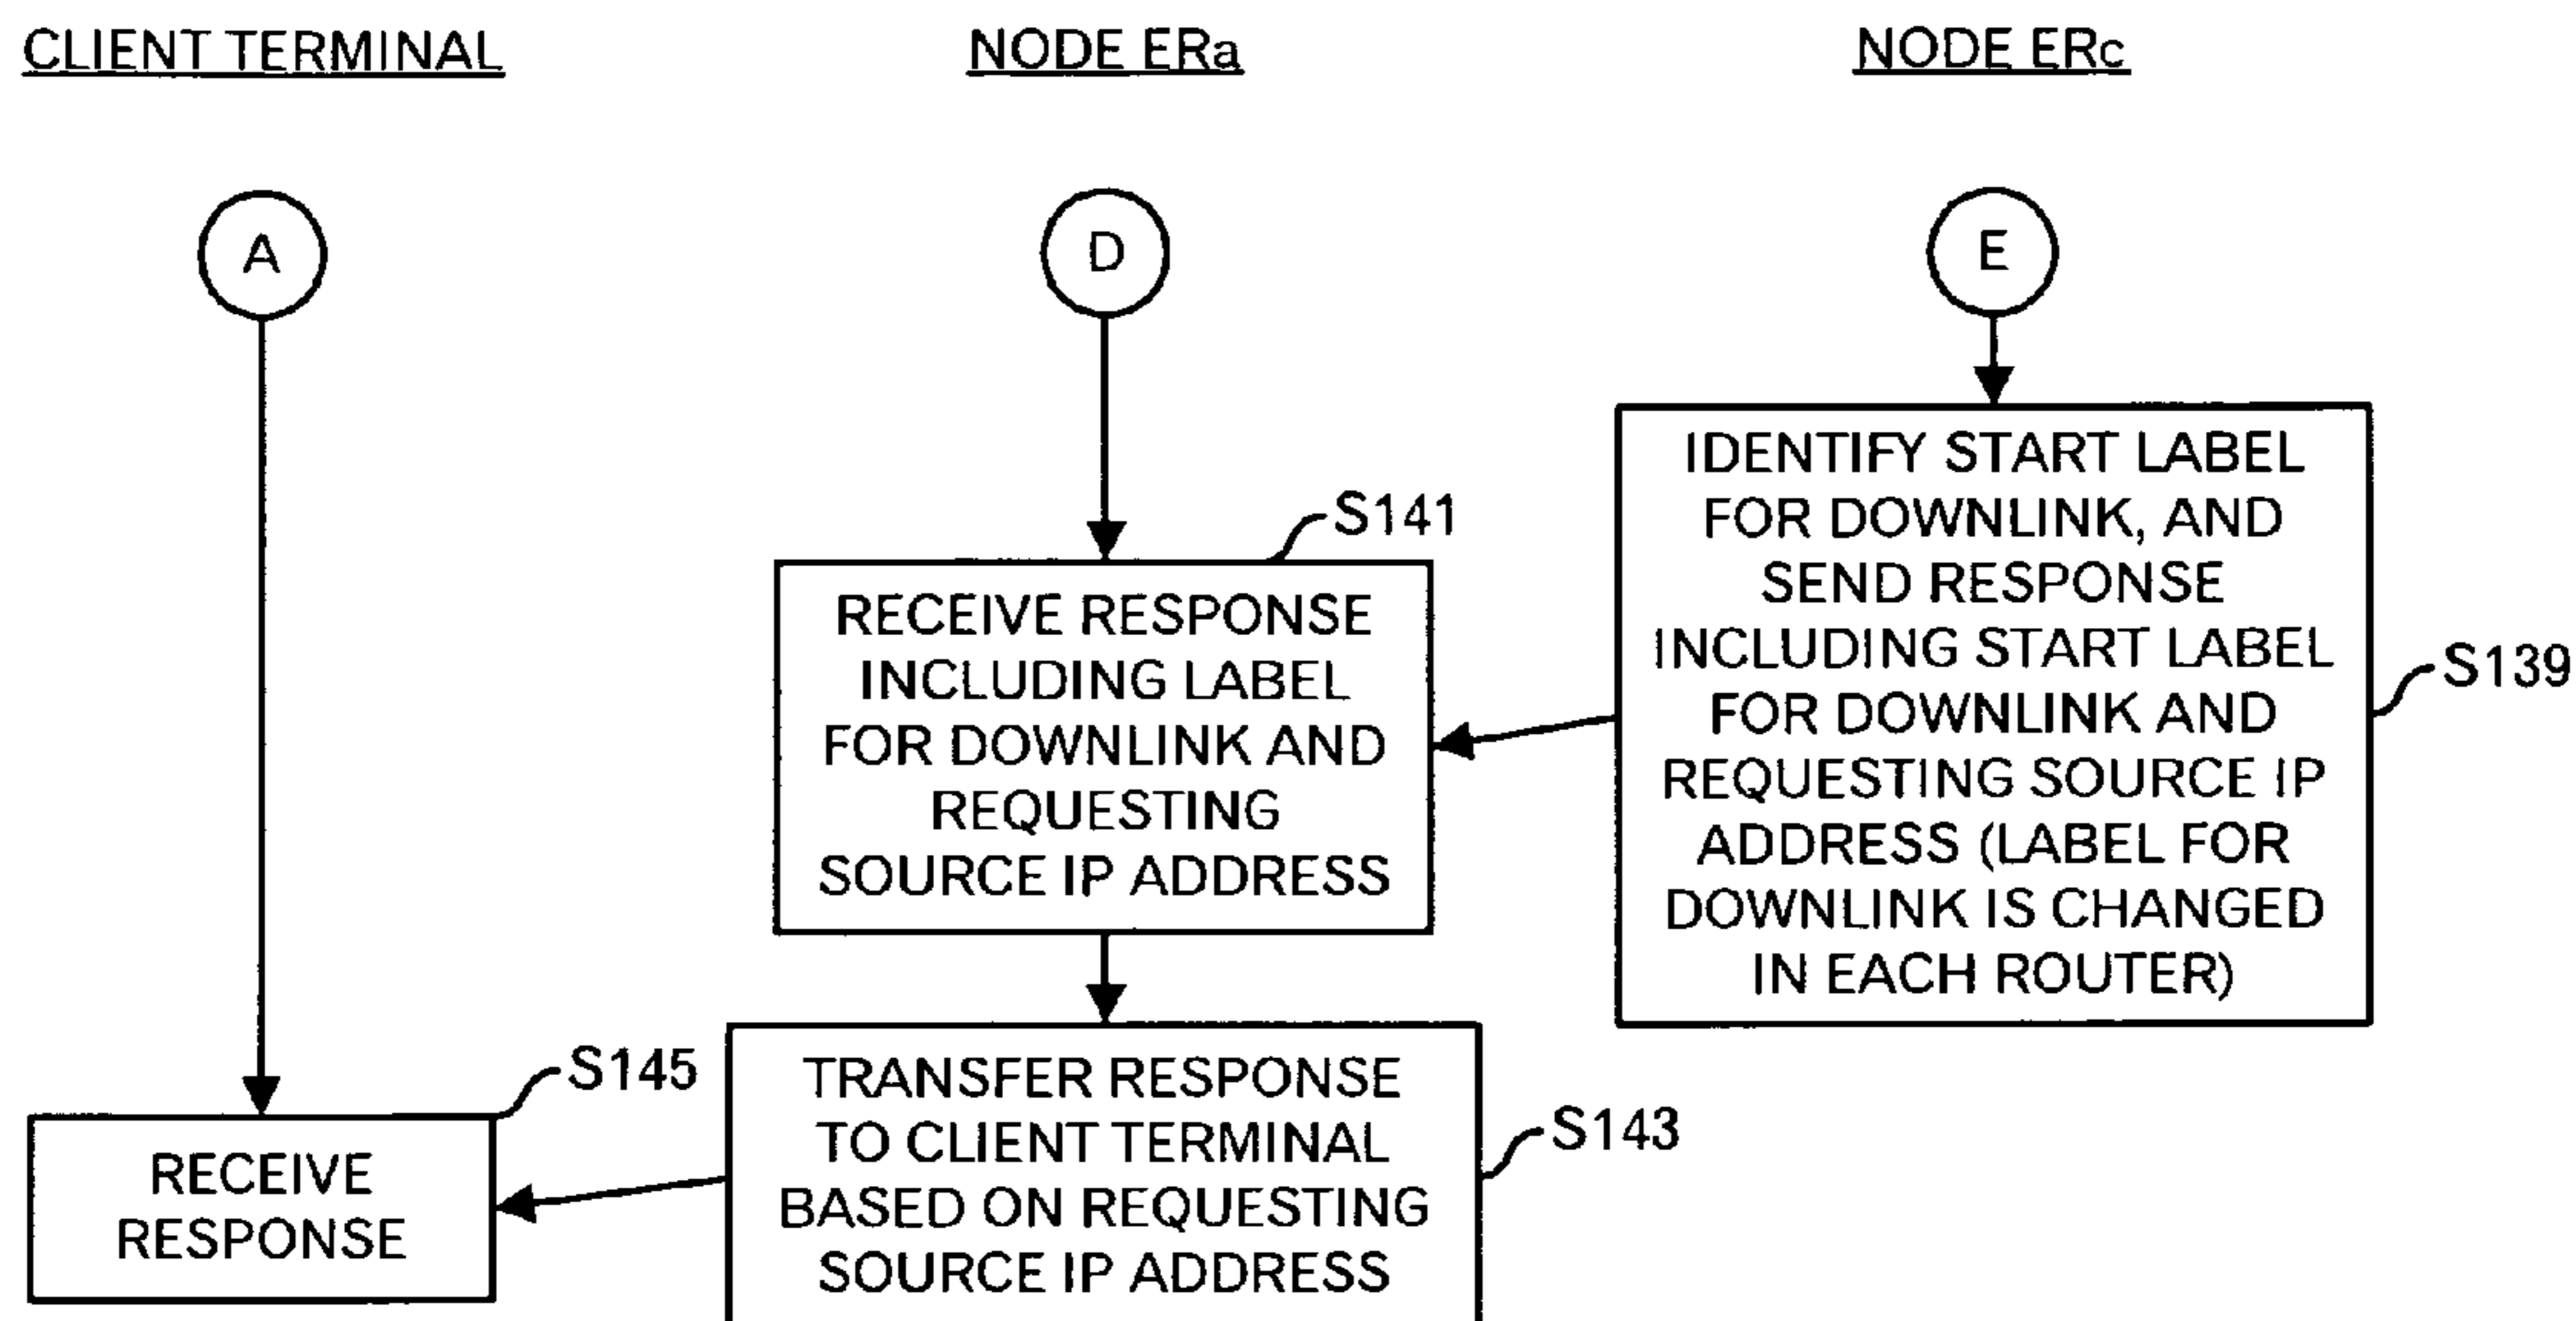 CLIENT TERMINAL
NODE ERa
NODE ERc
A
D
E
IDENTIFY START LABEL
FOR DOWNLINK, AND
SEND RESPONSE
INCLUDING START LABEL
FOR DOWNLINK AND
REQUESTING SOURCE IP
ADDRESS (LABEL FOR
DOWNLINK IS CHANGED
IN EACH ROUTER)
S139
S141
RECEIVE RESPONSE
INCLUDING LABEL
FOR DOWNLINK AND
REQUESTING
SOURCE IP ADDRESS
TRANSFER RESPONSE
TO CLIENT TERMINAL
BASED ON REQUESTING
SOURCE IP ADDRESS
S143
S145
RECEIVE
RESPONSE